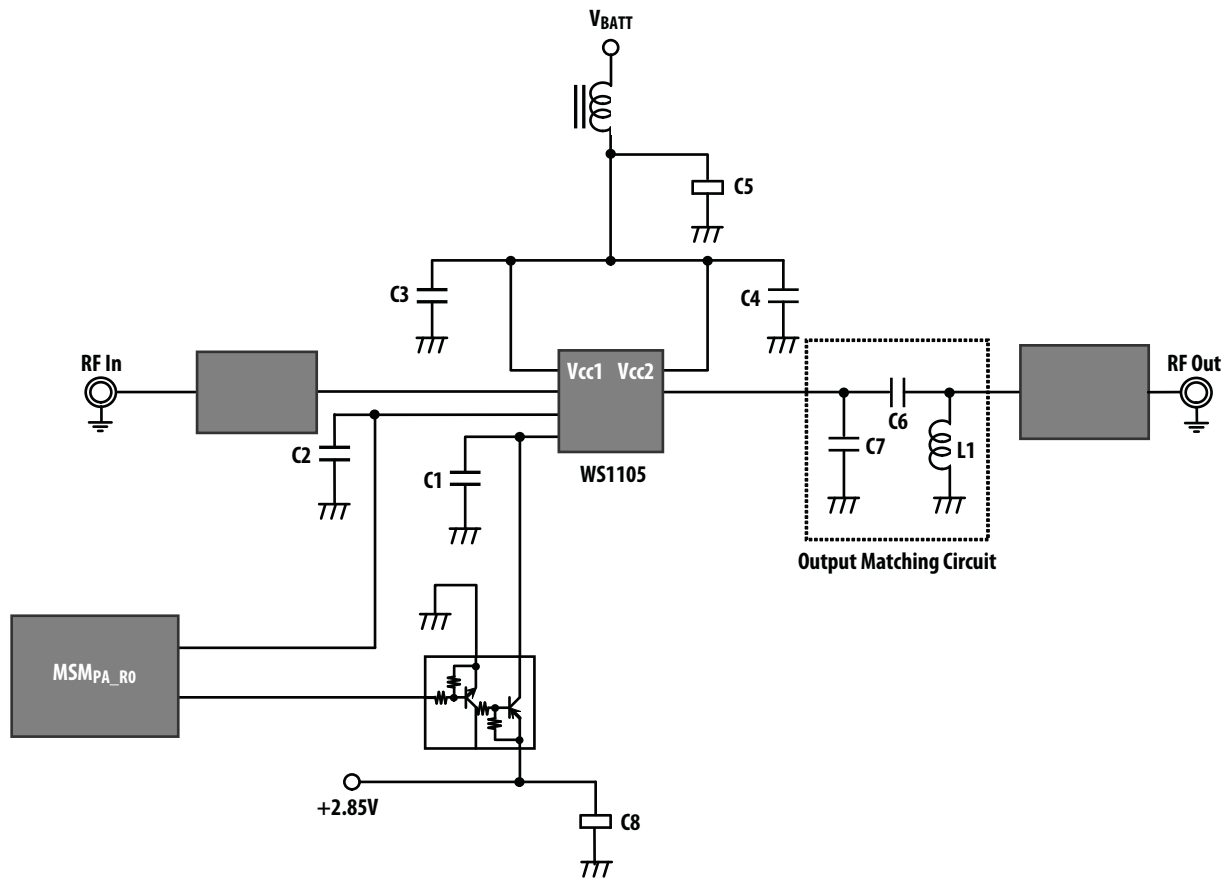 VBATT
C5
C3
C4
RF In
Vcc1 Vcc2
RF Out
C2
C1
WS1105
C7
C6
L1
Output Matching Circuit
MSMPA_R0
+2.85V
C8